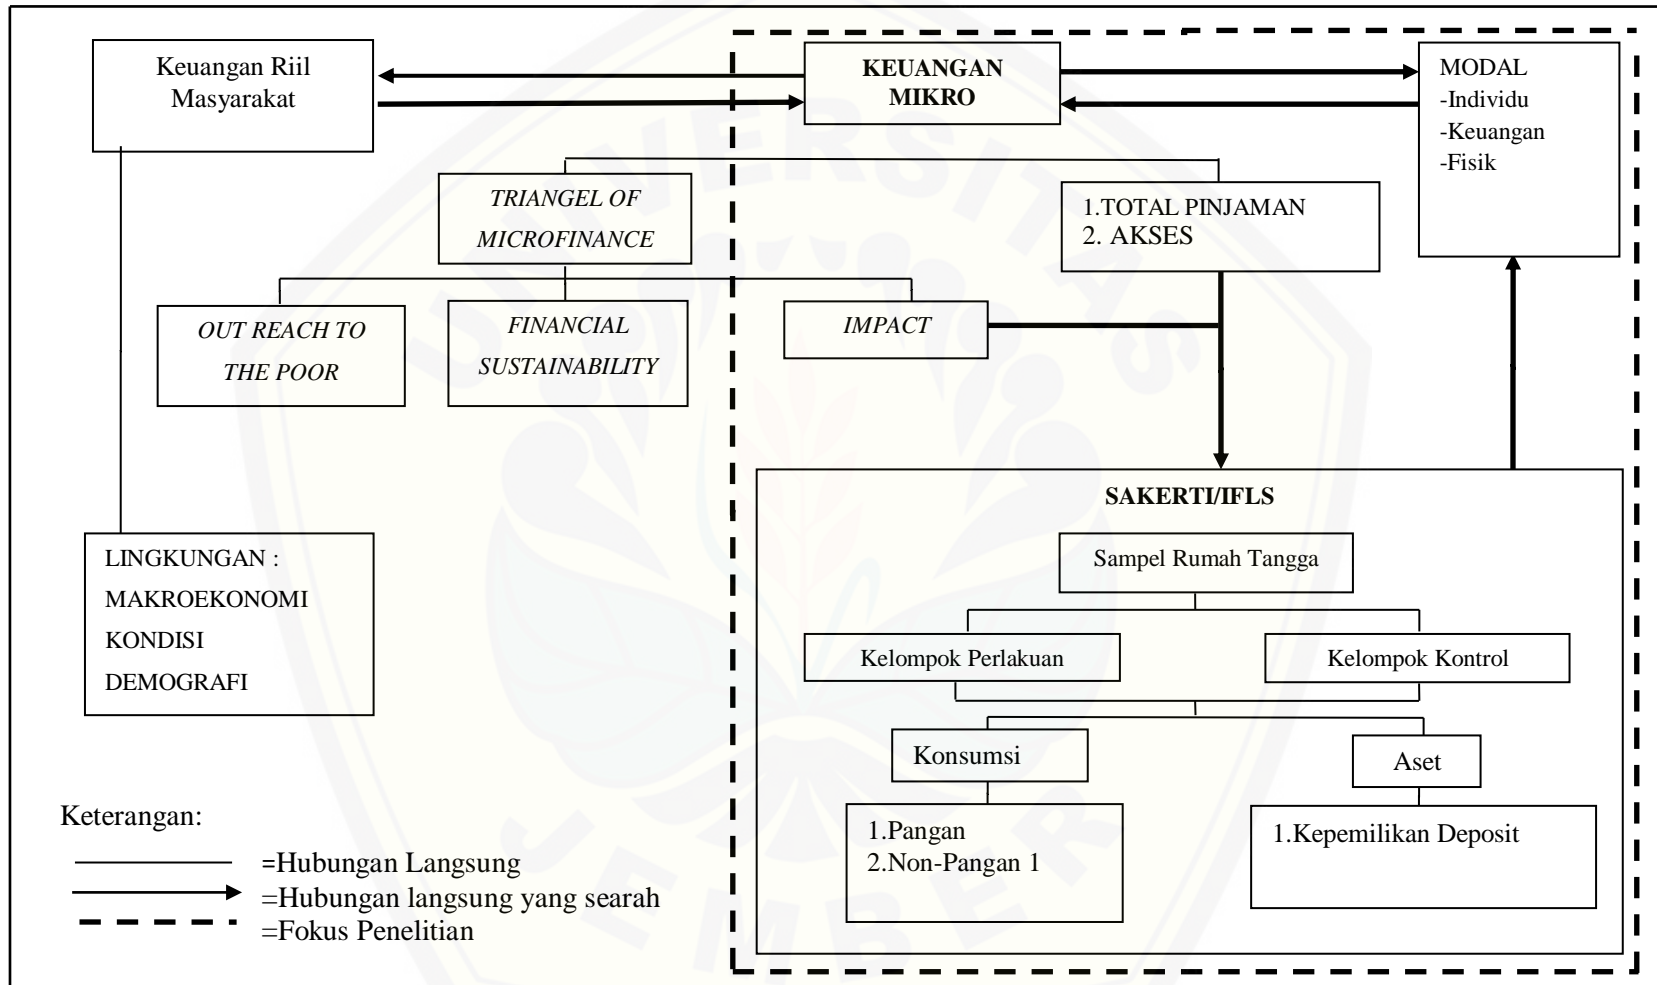 Keuangan Riil
Masyarakat
KEUANGAN
MIKRO
MODAL
-Individu
-Keuangan
-Fisik
TRIANGEL OF
MICROFINANCE
1.TOTAL PINJAMAN
2. AKSES
OUT REACH TO
THE POOR
FINANCIAL
SUSTAINABILITY
IMPACT
SAKERTI/IFLS
Sampel Rumah Tangga
LINGKUNGAN :
MAKROEKONOMI
KONDISI
DEMOGRAFI
Kelompok Perlakuan
Kelompok Kontrol
Konsumsi
Aset
1.Pangan
2.Non-Pangan 1
1.Kepemilikan Deposit
Keterangan:
=Hubungan Langsung
=Hubungan langsung yang searah
=Fokus Penelitian
UNIVERSITAS
JEMBER